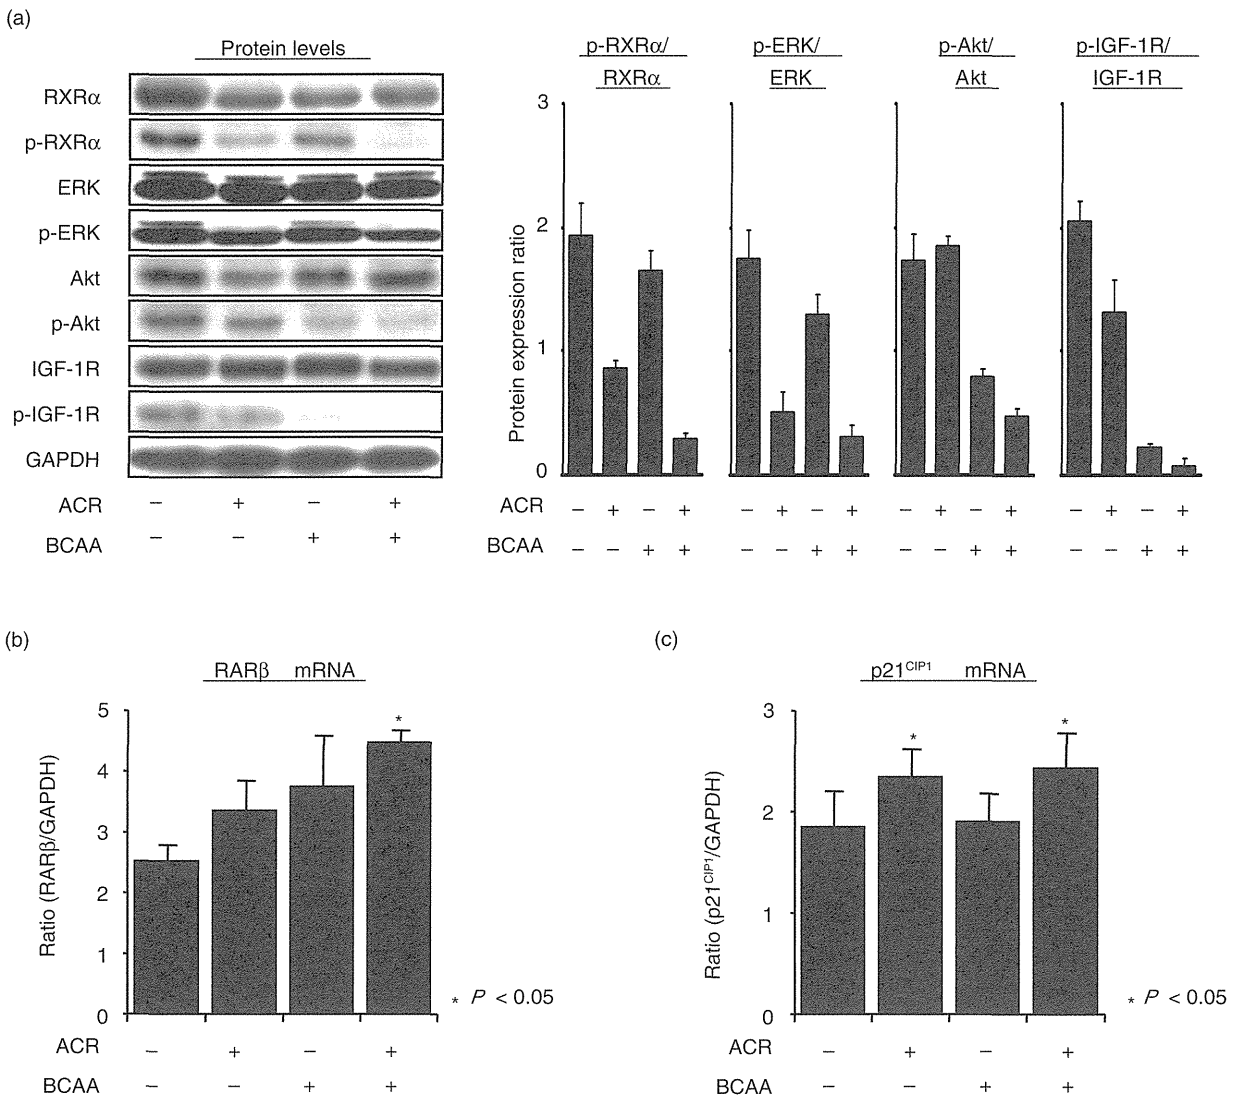 (a)
Protein levels
RXRα
p-RXRα
ERK
p-ERK
Akt
p-Akt
IGF-1R
p-IGF-1R
GAPDH
ACR − + − +
BCAA − − + +
p-RXRα/ p-ERK/ p-Akt/ p-IGF-1R/
RXRα ERK Akt IGF-1R
Protein expression ratio
3
2
1
0
ACR − + − + − + − + − + − + − + − +
BCAA − − + + − − + + − − + + − − + +
(b)
RARβ mRNA
Ratio (RARβ/GAPDH)
5
4
3
2
1
0
*
* P < 0.05
ACR − + − +
BCAA − − + +
(c)
p21CIP1 mRNA
Ratio (p21CIP1/GAPDH)
3
2
1
0
* *
* P < 0.05
ACR − + − +
BCAA − − + +